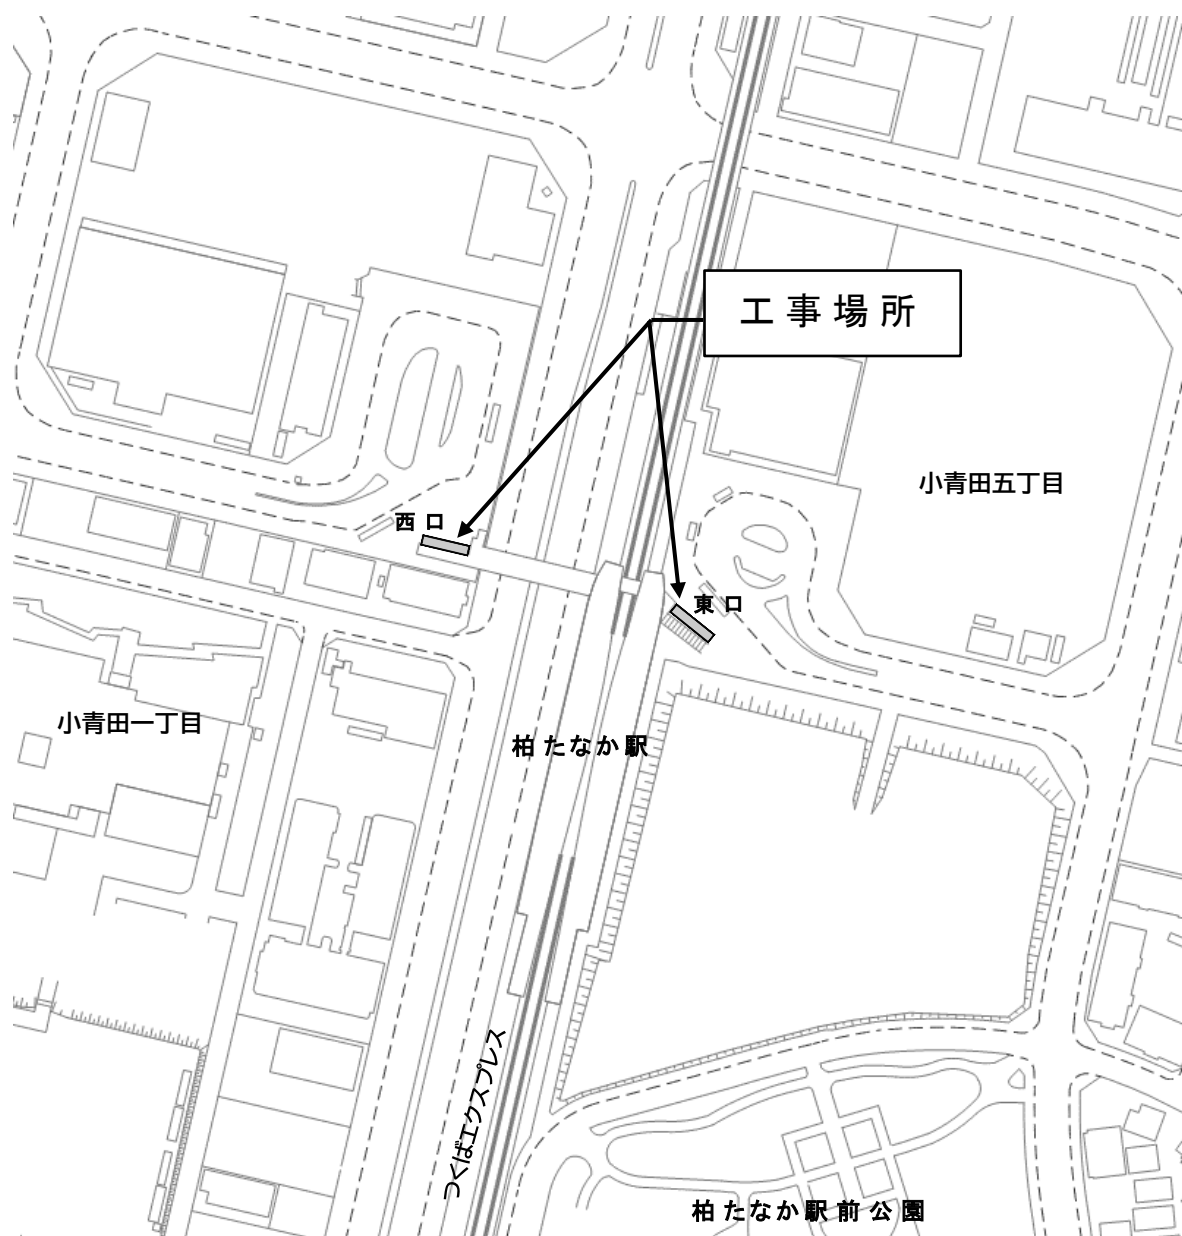 工事場所
小青田五丁目
西口
東口
小青田一丁目
柏たなか駅
つくばエクスプレス
柏たなか駅前公園